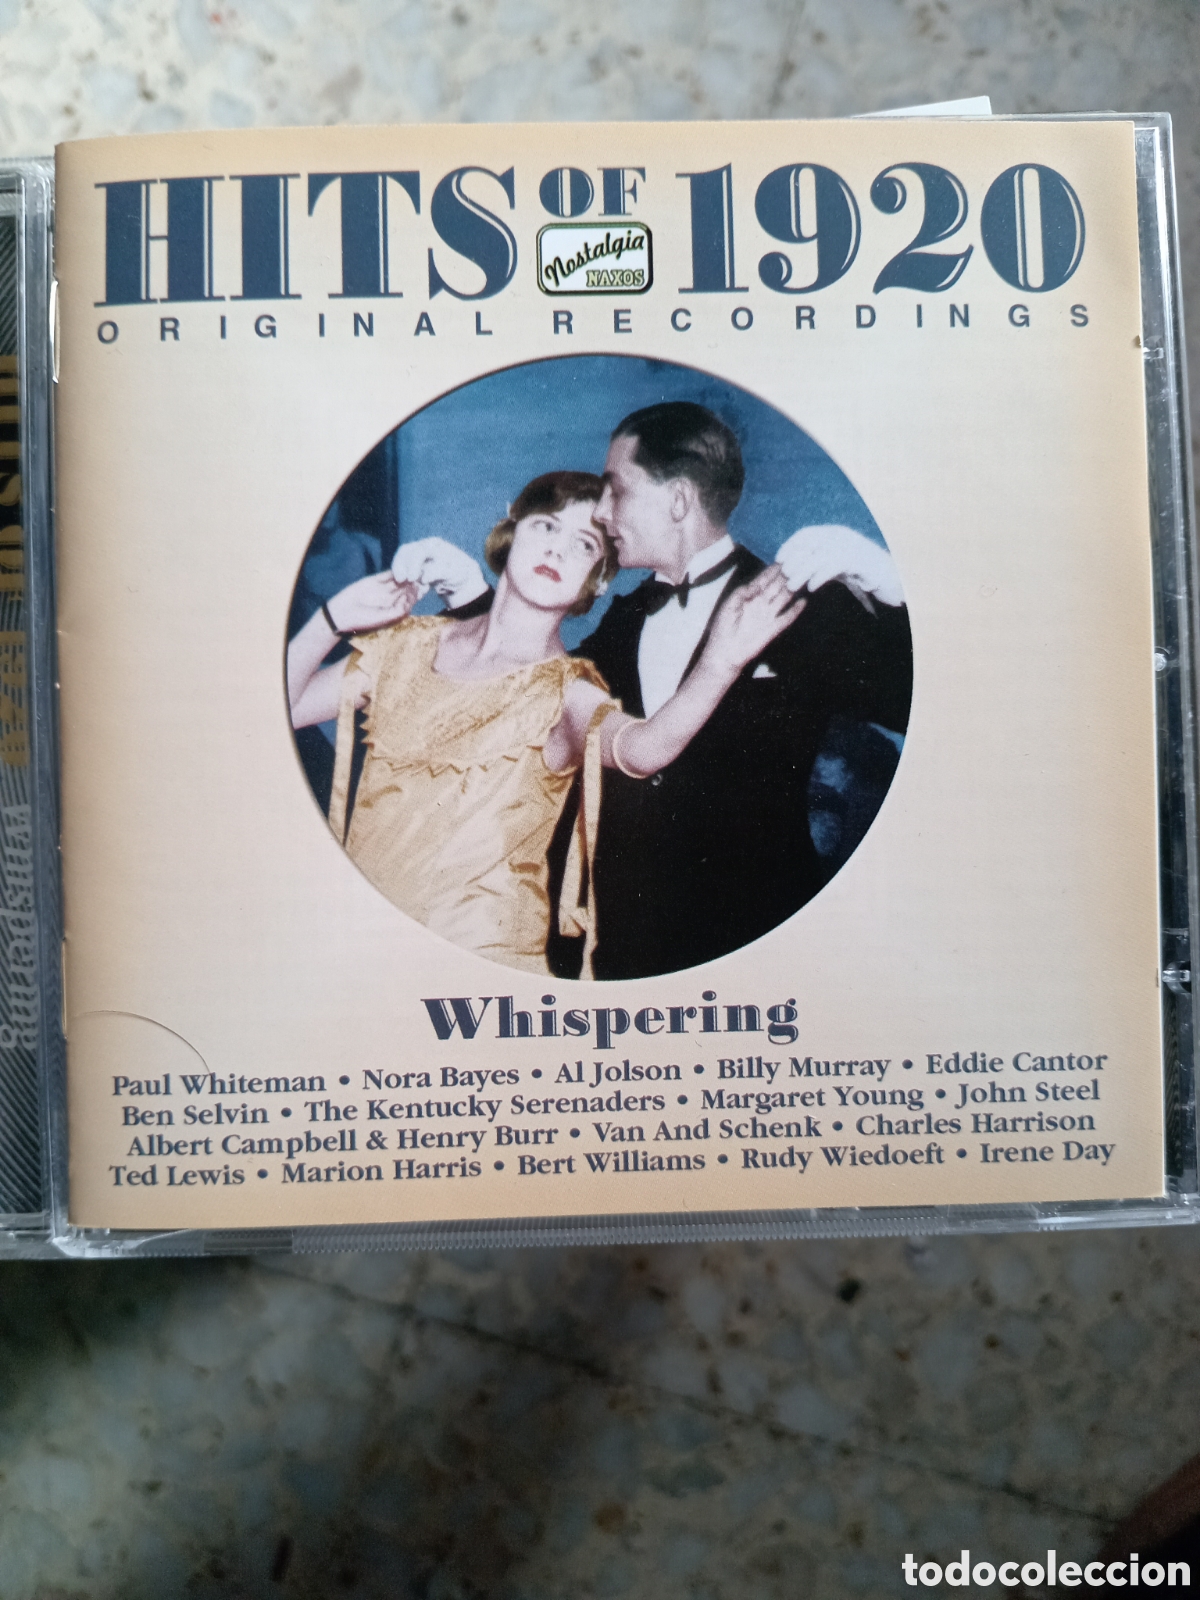 HITS OF 1920
Nostalgia
NAXOS
ORIGINAL RECORDINGS
Whispering
Paul Whiteman • Nora Bayes • Al Jolson • Billy Murray • Eddie Cantor
Ben Selvin • The Kentucky Serenaders • Margaret Young • John Steel
Albert Campbell & Henry Burr • Van And Schenk • Charles Harrison
Ted Lewis • Marion Harris • Bert Williams • Rudy Wiedoeft • Irene Day
todocoleccion